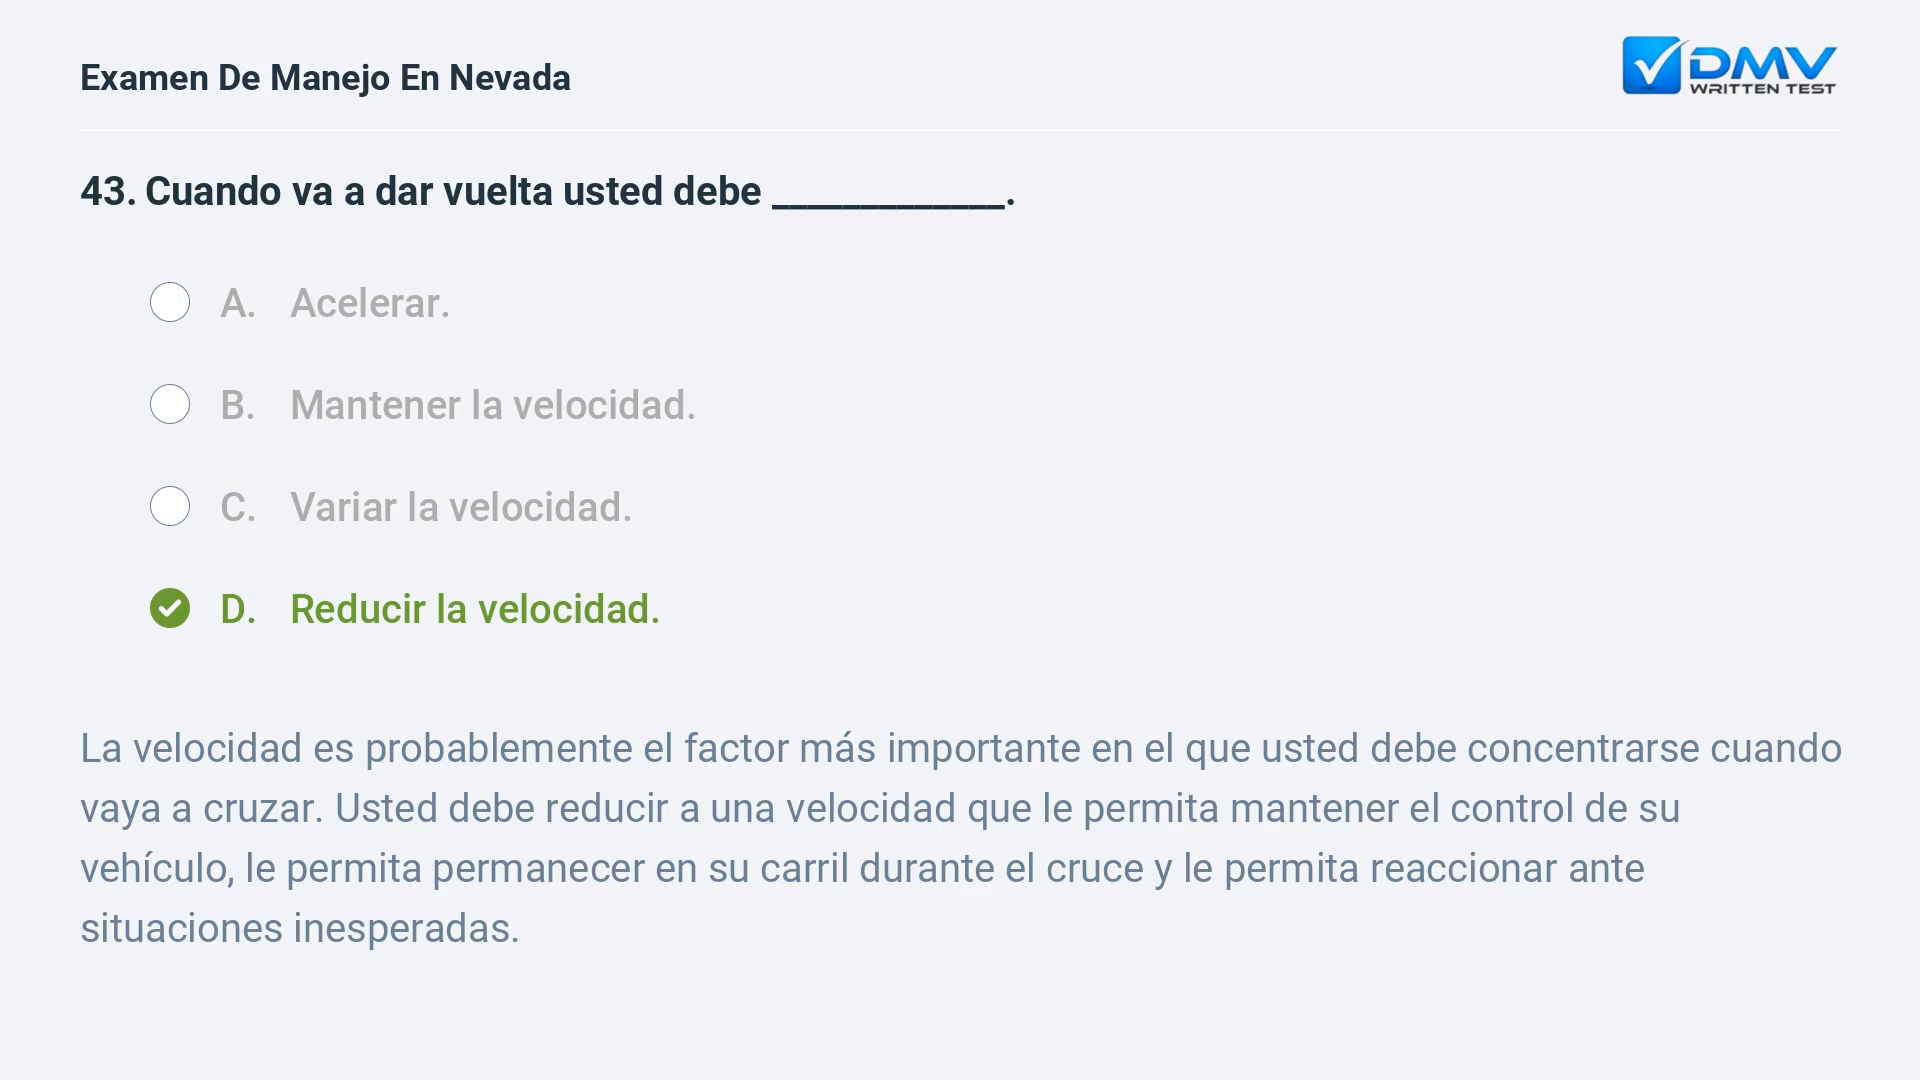 Examen De Manejo En Nevada
DMV
WRITTEN TEST
43. Cuando va a dar vuelta usted debe _____________.
A. Acelerar.
B. Mantener la velocidad.
C. Variar la velocidad.
D. Reducir la velocidad.
La velocidad es probablemente el factor más importante en el que usted debe concentrarse cuando
vaya a cruzar. Usted debe reducir a una velocidad que le permita mantener el control de su
vehículo, le permita permanecer en su carril durante el cruce y le permita reaccionar ante
situaciones inesperadas.